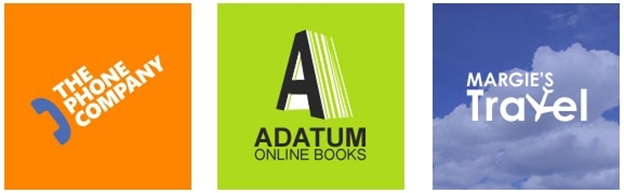 THE
PHONE
COMPANY
A
ADATUM
ONLINE BOOKS
MARGIE'S
Travel